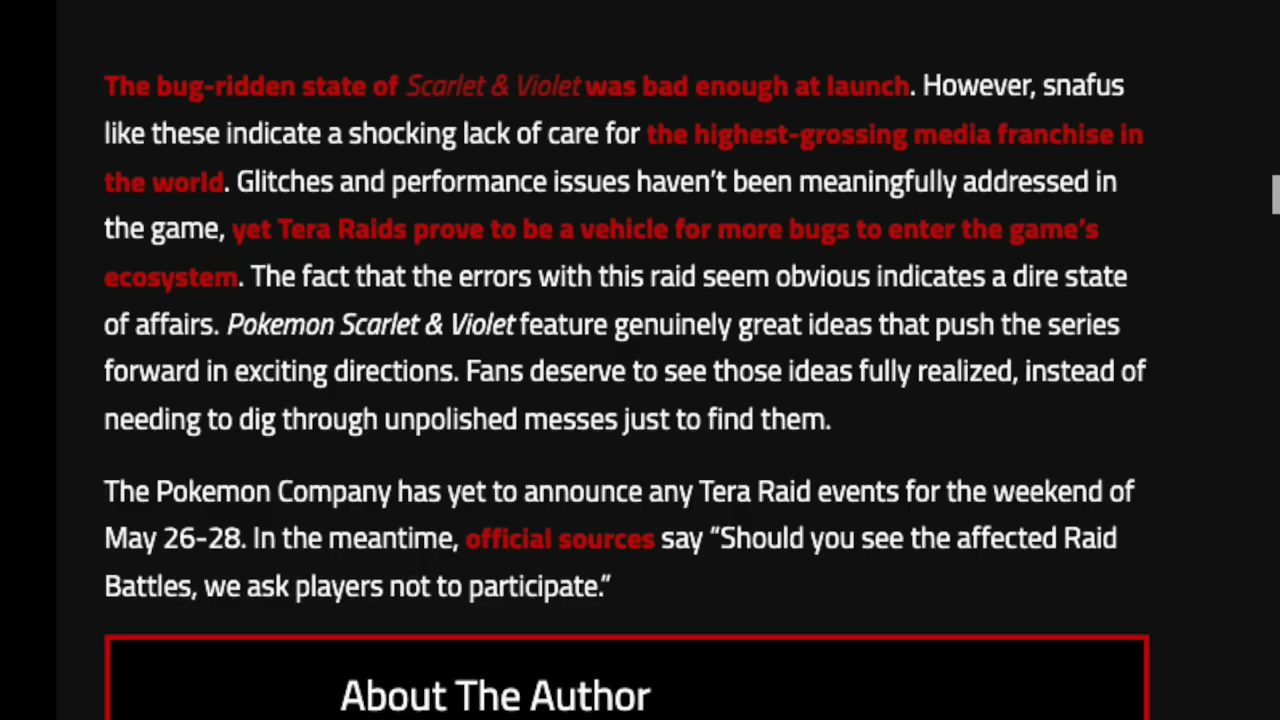 The bug-ridden state of Scarlet & Violet was bad enough at launch. However, snafus
like these indicate a shocking lack of care for the highest-grossing media franchise in
the world. Glitches and performance issues haven’t been meaningfully addressed in
the game, yet Tera Raids prove to be a vehicle for more bugs to enter the game’s
ecosystem. The fact that the errors with this raid seem obvious indicates a dire state
of affairs. Pokemon Scarlet & Violet feature genuinely great ideas that push the series
forward in exciting directions. Fans deserve to see those ideas fully realized, instead of
needing to dig through unpolished messes just to find them.
The Pokemon Company has yet to announce any Tera Raid events for the weekend of
May 26-28. In the meantime, official sources say “Should you see the affected Raid
Battles, we ask players not to participate.”
About The Author